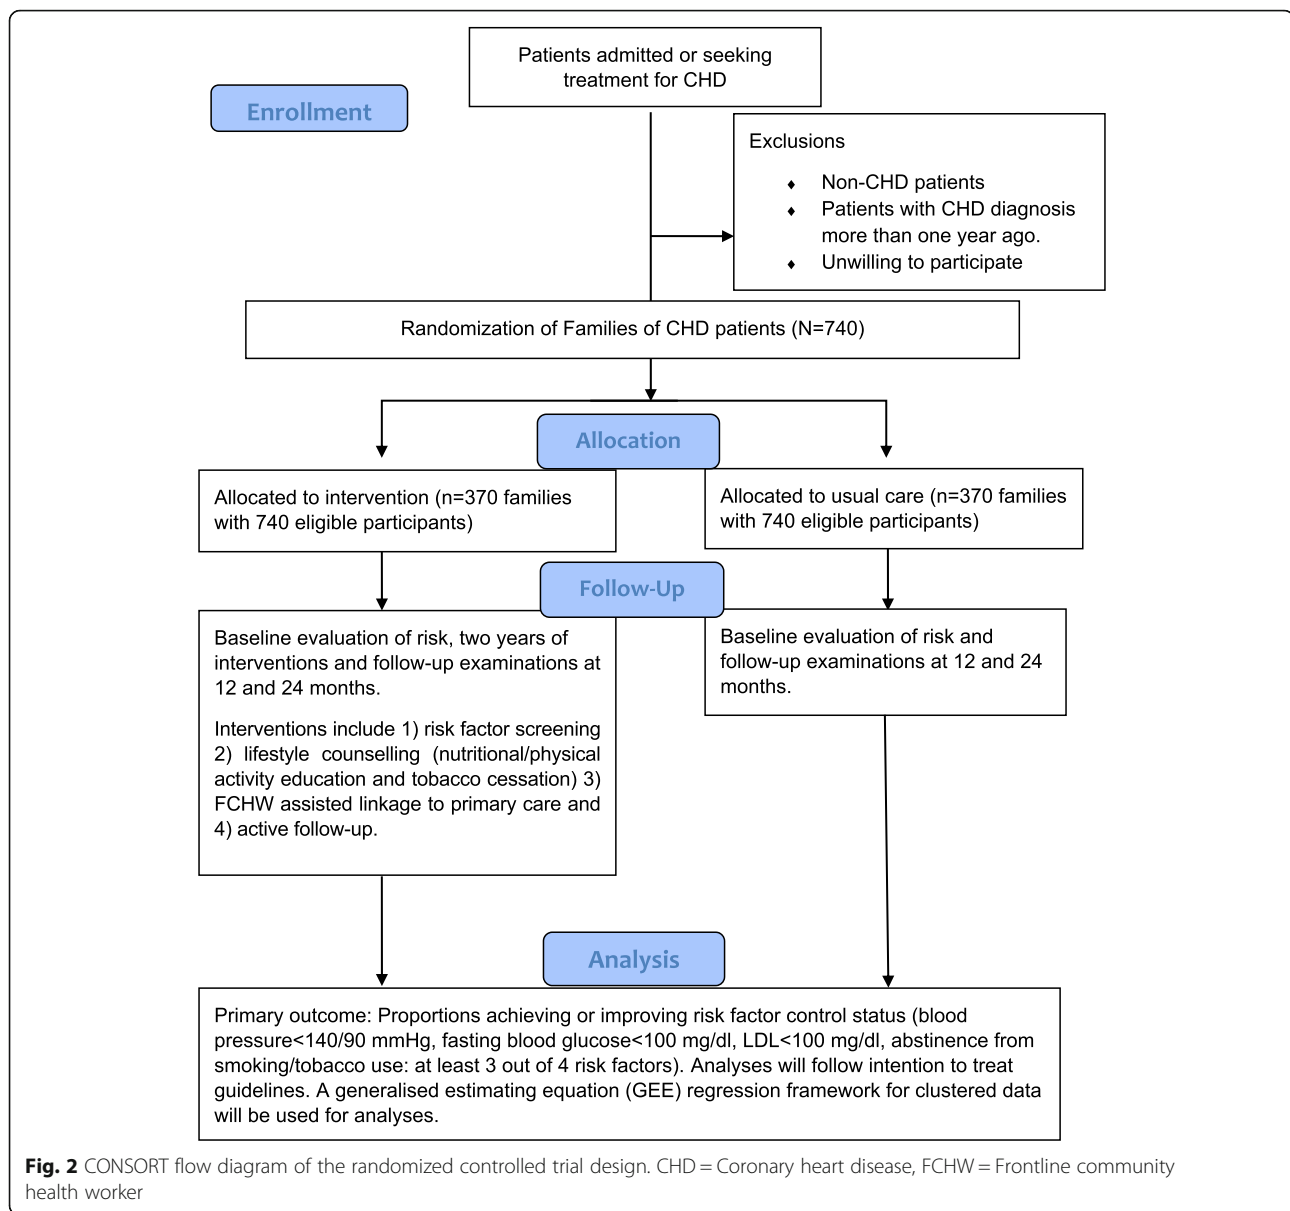 Patients admitted or seeking
treatment for CHD
Enrollment
Exclusions
♦ Non-CHD patients
♦ Patients with CHD diagnosis
more than one year ago.
♦ Unwilling to participate
Randomization of Families of CHD patients (N=740)
Allocation
Allocated to intervention (n=370 families
with 740 eligible participants)
Allocated to usual care (n=370 families
with 740 eligible participants)
Follow-Up
Baseline evaluation of risk, two years of
interventions and follow-up examinations at
12 and 24 months.
Interventions include 1) risk factor screening
2) lifestyle counselling (nutritional/physical
activity education and tobacco cessation) 3)
FCHW assisted linkage to primary care and
4) active follow-up.
Baseline evaluation of risk and
follow-up examinations at 12 and 24
months.
Analysis
Primary outcome: Proportions achieving or improving risk factor control status (blood
pressure<140/90 mmHg, fasting blood glucose<100 mg/dl, LDL<100 mg/dl, abstinence from
smoking/tobacco use: at least 3 out of 4 risk factors). Analyses will follow intention to treat
guidelines. A generalised estimating equation (GEE) regression framework for clustered data
will be used for analyses.
Fig. 2 CONSORT flow diagram of the randomized controlled trial design. CHD = Coronary heart disease, FCHW = Frontline community
health worker